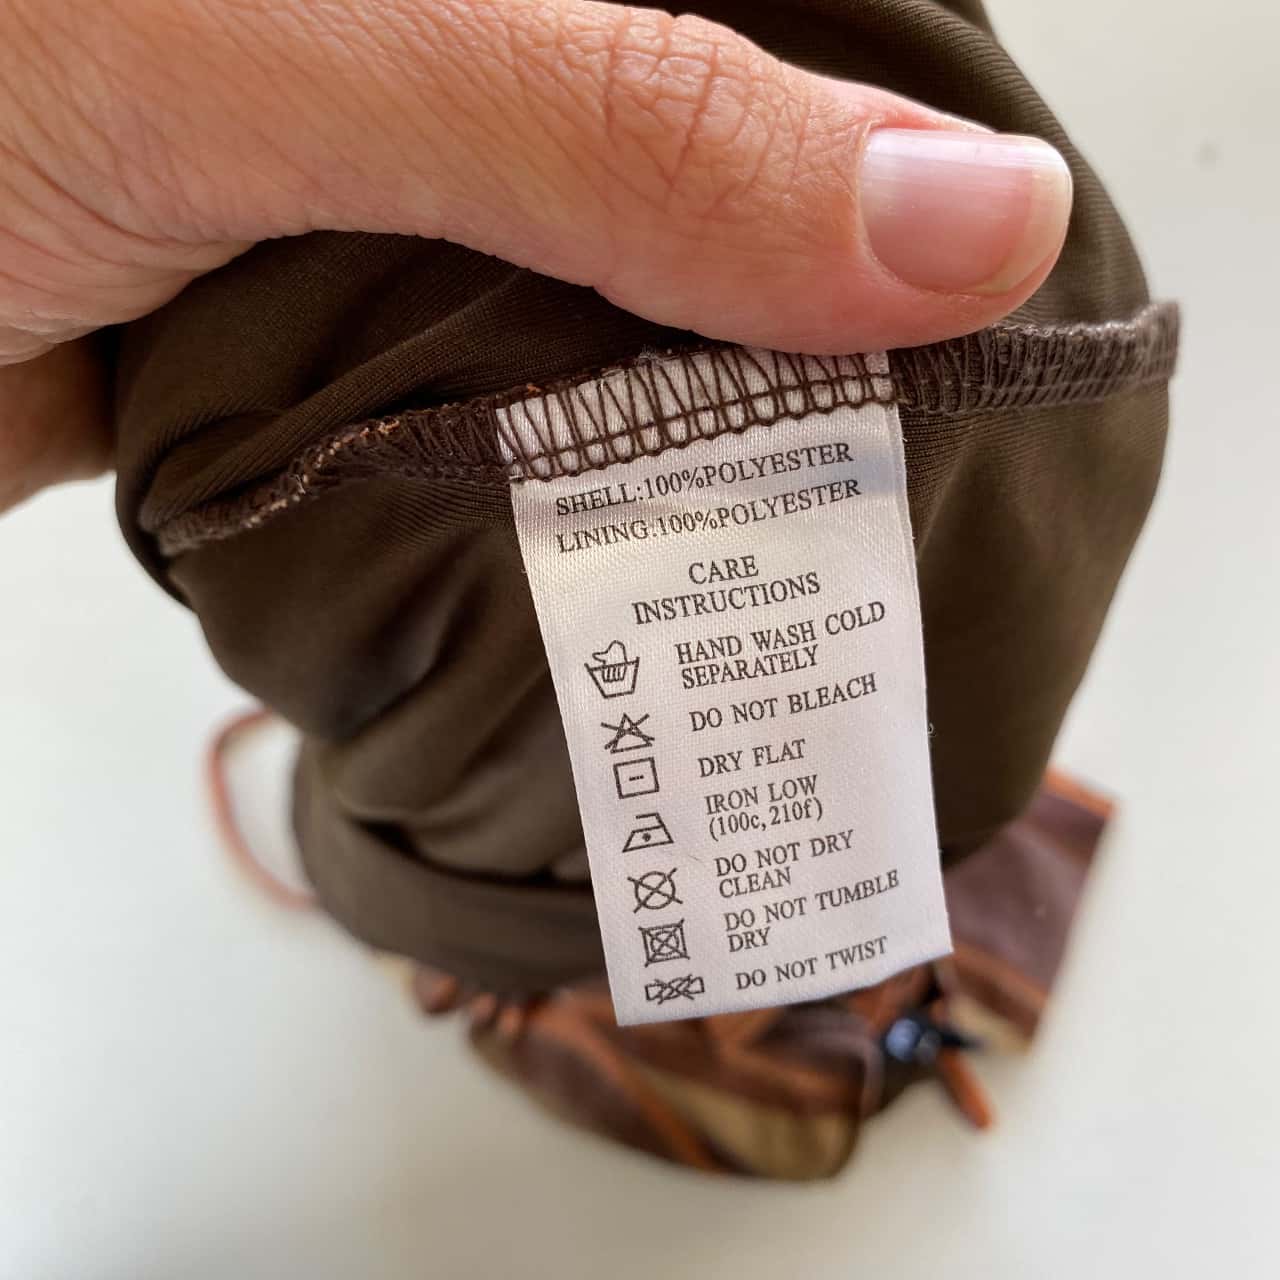 SHELL:100%POLYESTER
LINING:100%POLYESTER
CARE
INSTRUCTIONS
HAND WASH COLD
SEPARATELY
DO NOT BLEACH
DRY FLAT
IRON LOW
(100c,210f)
DO NOT DRY
CLEAN
DO NOT TUMBLE
DRY
DO NOT TWIST